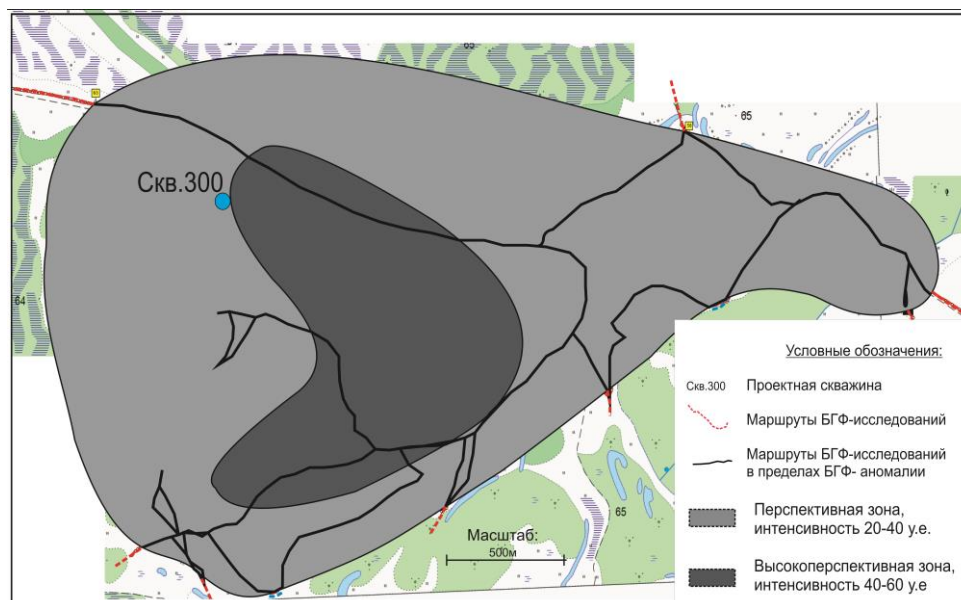 65
65
Скв.300
64
Условные обозначения:
Скв.300 Проектная скважина
Маршруты БГФ-исследований
Маршруты БГФ-исследований
в пределах БГФ- аномалии
Перспективная зона,
интенсивность 20-40 у.е.
65
Масштаб:
500м
Высокоперспективная зона,
интенсивность 40-60 у.е